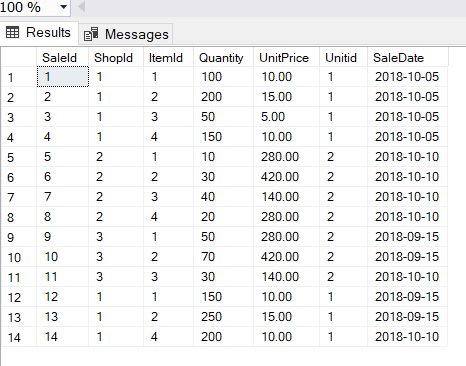 100 %
Results Messages
SaleId ShopId ItemId Quantity UnitPrice Unitid SaleDate
1 1 1 1 100 10.00 1 2018-10-05
2 2 1 2 200 15.00 1 2018-10-05
3 3 1 3 50 5.00 1 2018-10-05
4 4 1 4 150 10.00 1 2018-10-05
5 5 2 1 10 280.00 2 2018-10-10
6 6 2 2 30 420.00 2 2018-10-10
7 7 2 3 40 140.00 2 2018-10-10
8 8 2 4 20 280.00 2 2018-10-10
9 9 3 1 50 280.00 2 2018-09-15
10 10 3 2 70 420.00 2 2018-09-15
11 11 3 3 30 140.00 2 2018-10-10
12 12 1 1 150 10.00 1 2018-09-15
13 13 1 2 250 15.00 1 2018-09-15
14 14 1 4 200 10.00 1 2018-10-10